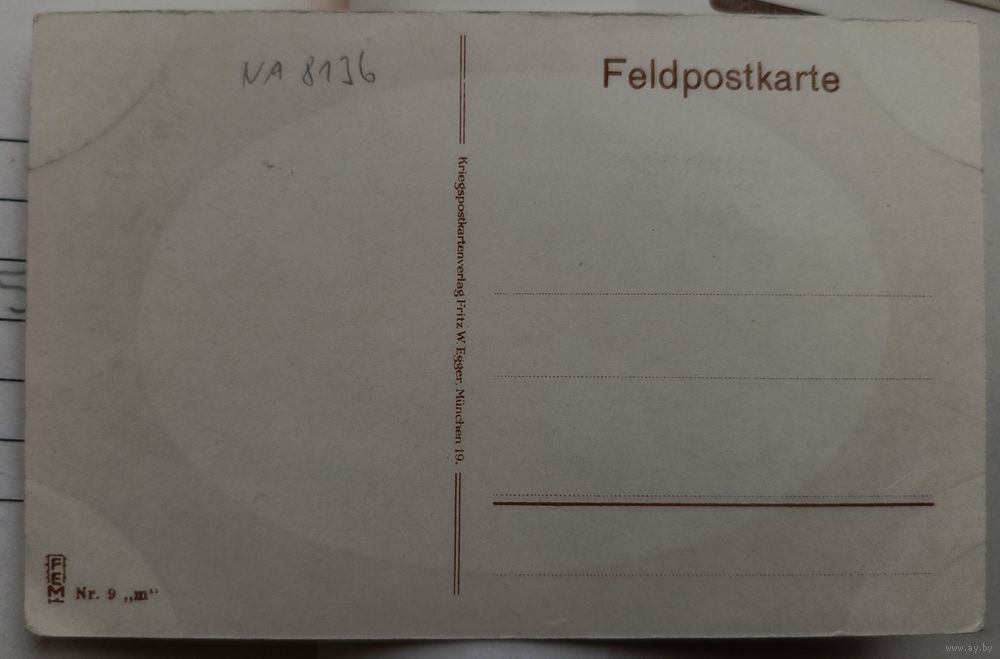 NA 8136
Feldpostkarte
Kriegspostkartenverlag Fritz W Egger, München 19.
FEM
Nr. 9 „m“
www.ay.by